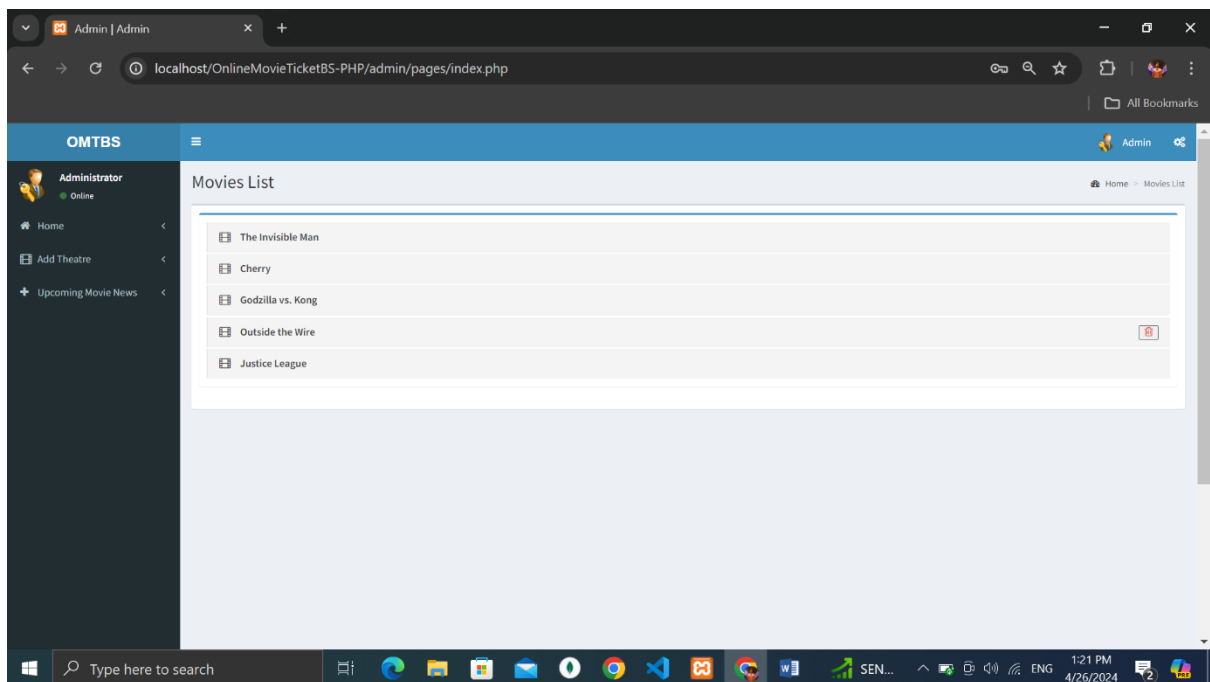 Admin | Admin
localhost/OnlineMovieTicketBS-PHP/admin/pages/index.php
All Bookmarks
OMTBS
Admin
Administrator
Online
Movies List
Home > Movies List
Home
Add Theatre
Upcoming Movie News
The Invisible Man
Cherry
Godzilla vs. Kong
Outside the Wire
Justice League
Type here to search
SEN...
ENG
1:21 PM
4/26/2024
2
PRE